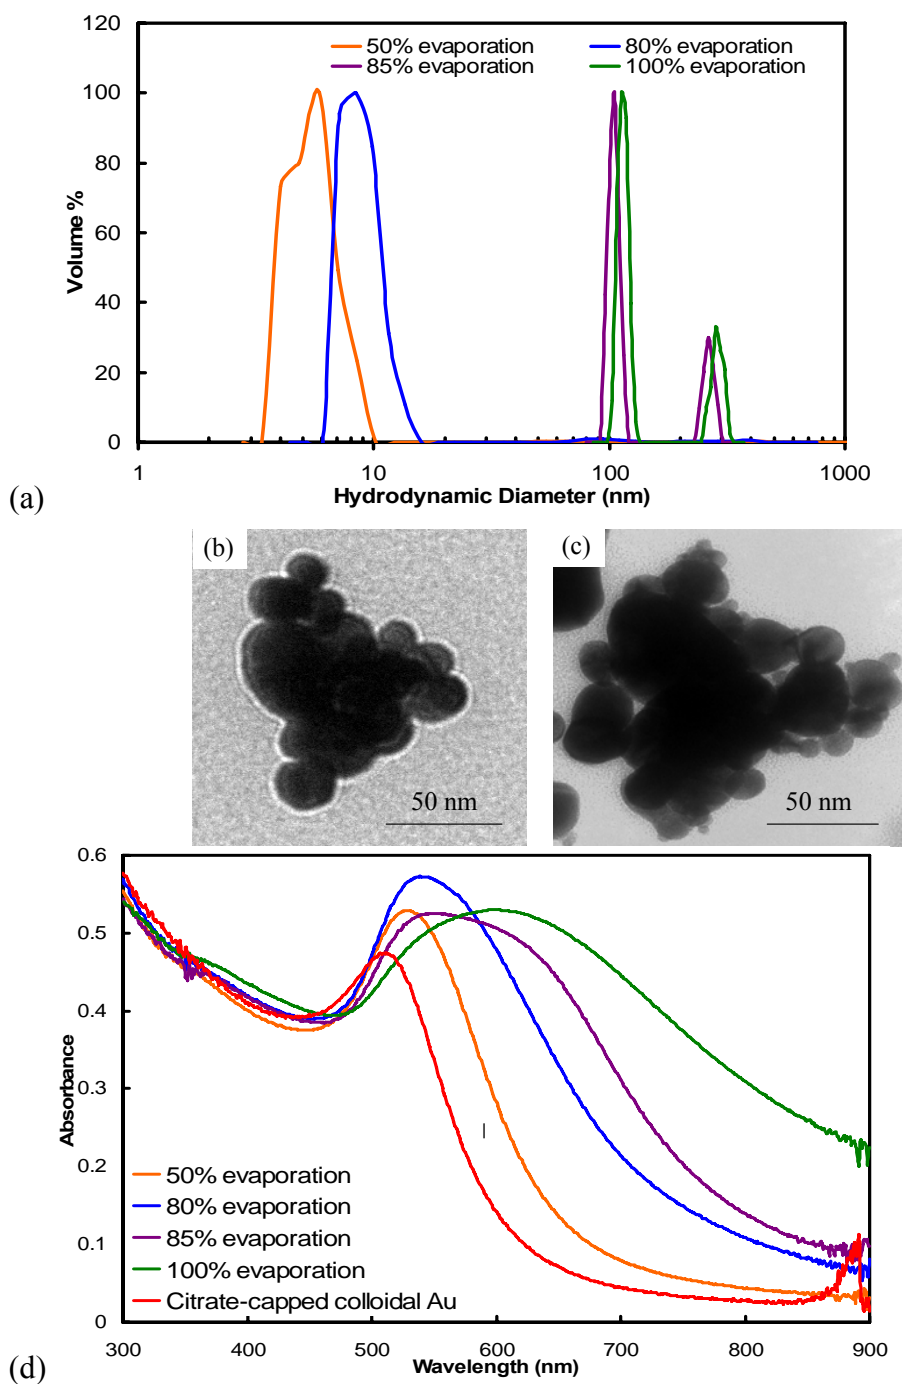 120
50% evaporation 80% evaporation
85% evaporation 100% evaporation
100
80
60
40
20
0
Volume %
1 10 100 1000
Hydrodynamic Diameter (nm)
(a)
(b) (c)
50 nm 50 nm
0.6
0.5
0.4
0.3
0.2
0.1
0
Absorbance
50% evaporation
80% evaporation
85% evaporation
100% evaporation
Citrate-capped colloidal Au
300 400 500 600 700 800 900
Wavelength (nm)
(d)